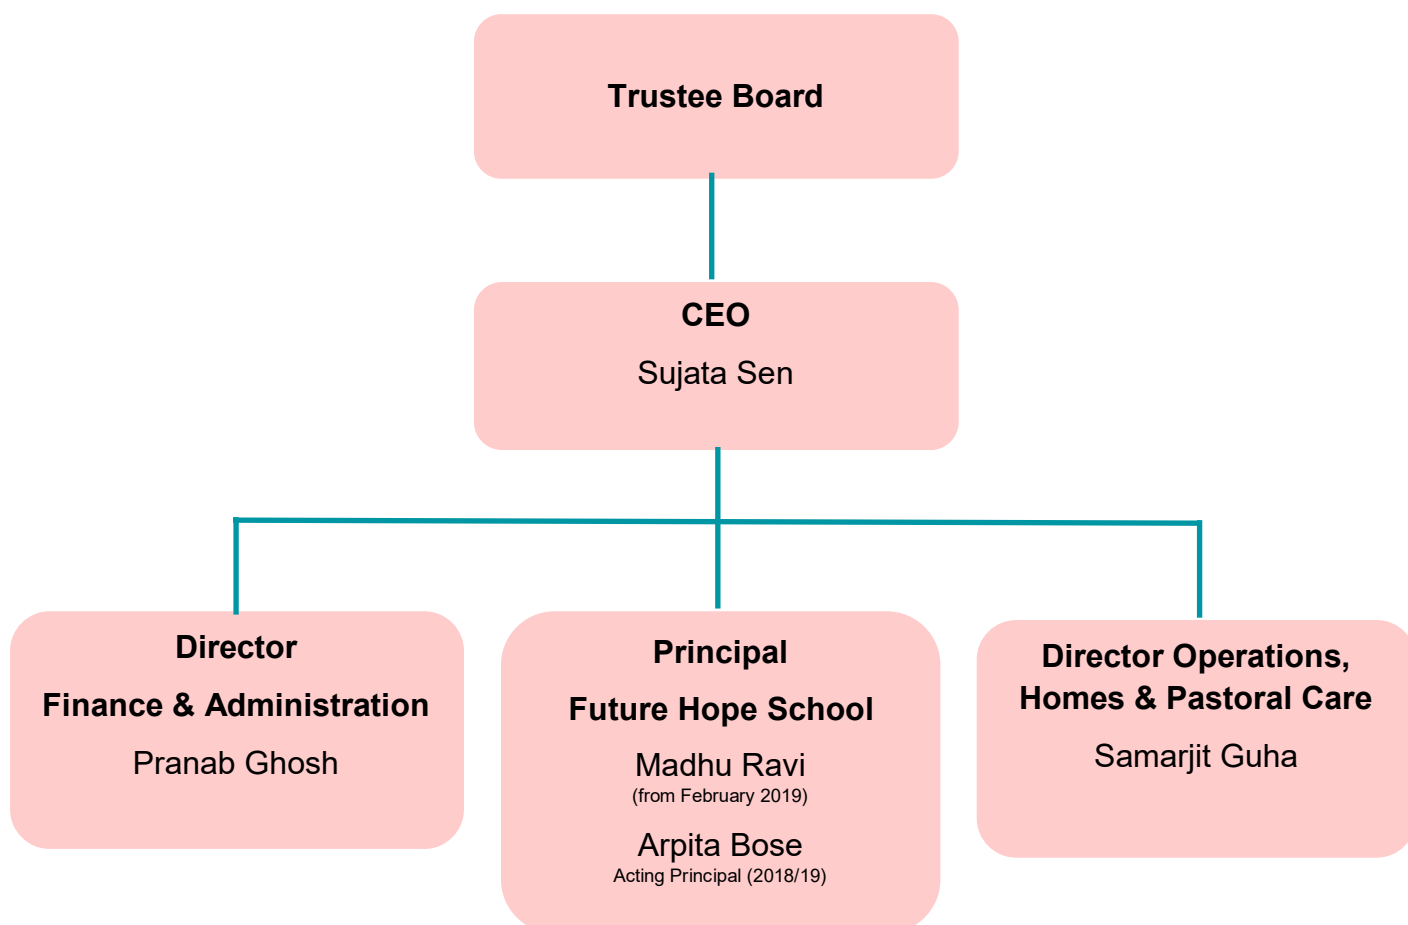 Trustee Board
CEO
Sujata Sen
Director
Finance & Administration
Pranab Ghosh
Principal
Future Hope School
Madhu Ravi
(from February 2019)
Arpita Bose
Acting Principal (2018/19)
Director Operations,
Homes & Pastoral Care
Samarjit Guha